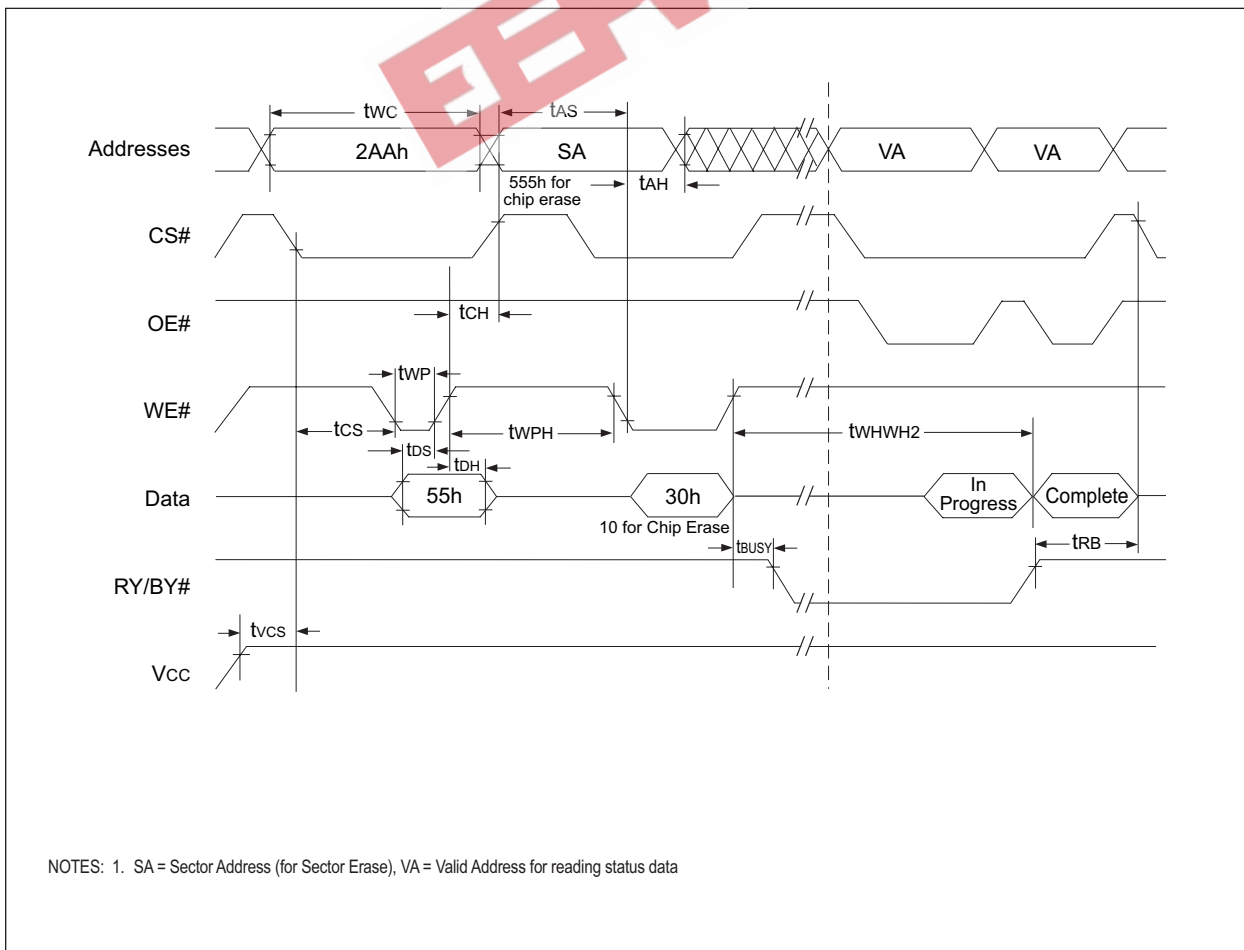 tWC
tAS
Addresses
2AAh
SA
VA
VA
555h for
chip erase
tAH
CS#
OE#
tCH
tWP
WE#
tCS
tWPH
tWHWH2
tDS
tDH
Data
55h
30h
In
Progress
Complete
10 for Chip Erase
tBUSY
tRB
RY/BY#
tVCS
VCC
NOTES: 1. SA = Sector Address (for Sector Erase), VA = Valid Address for reading status data